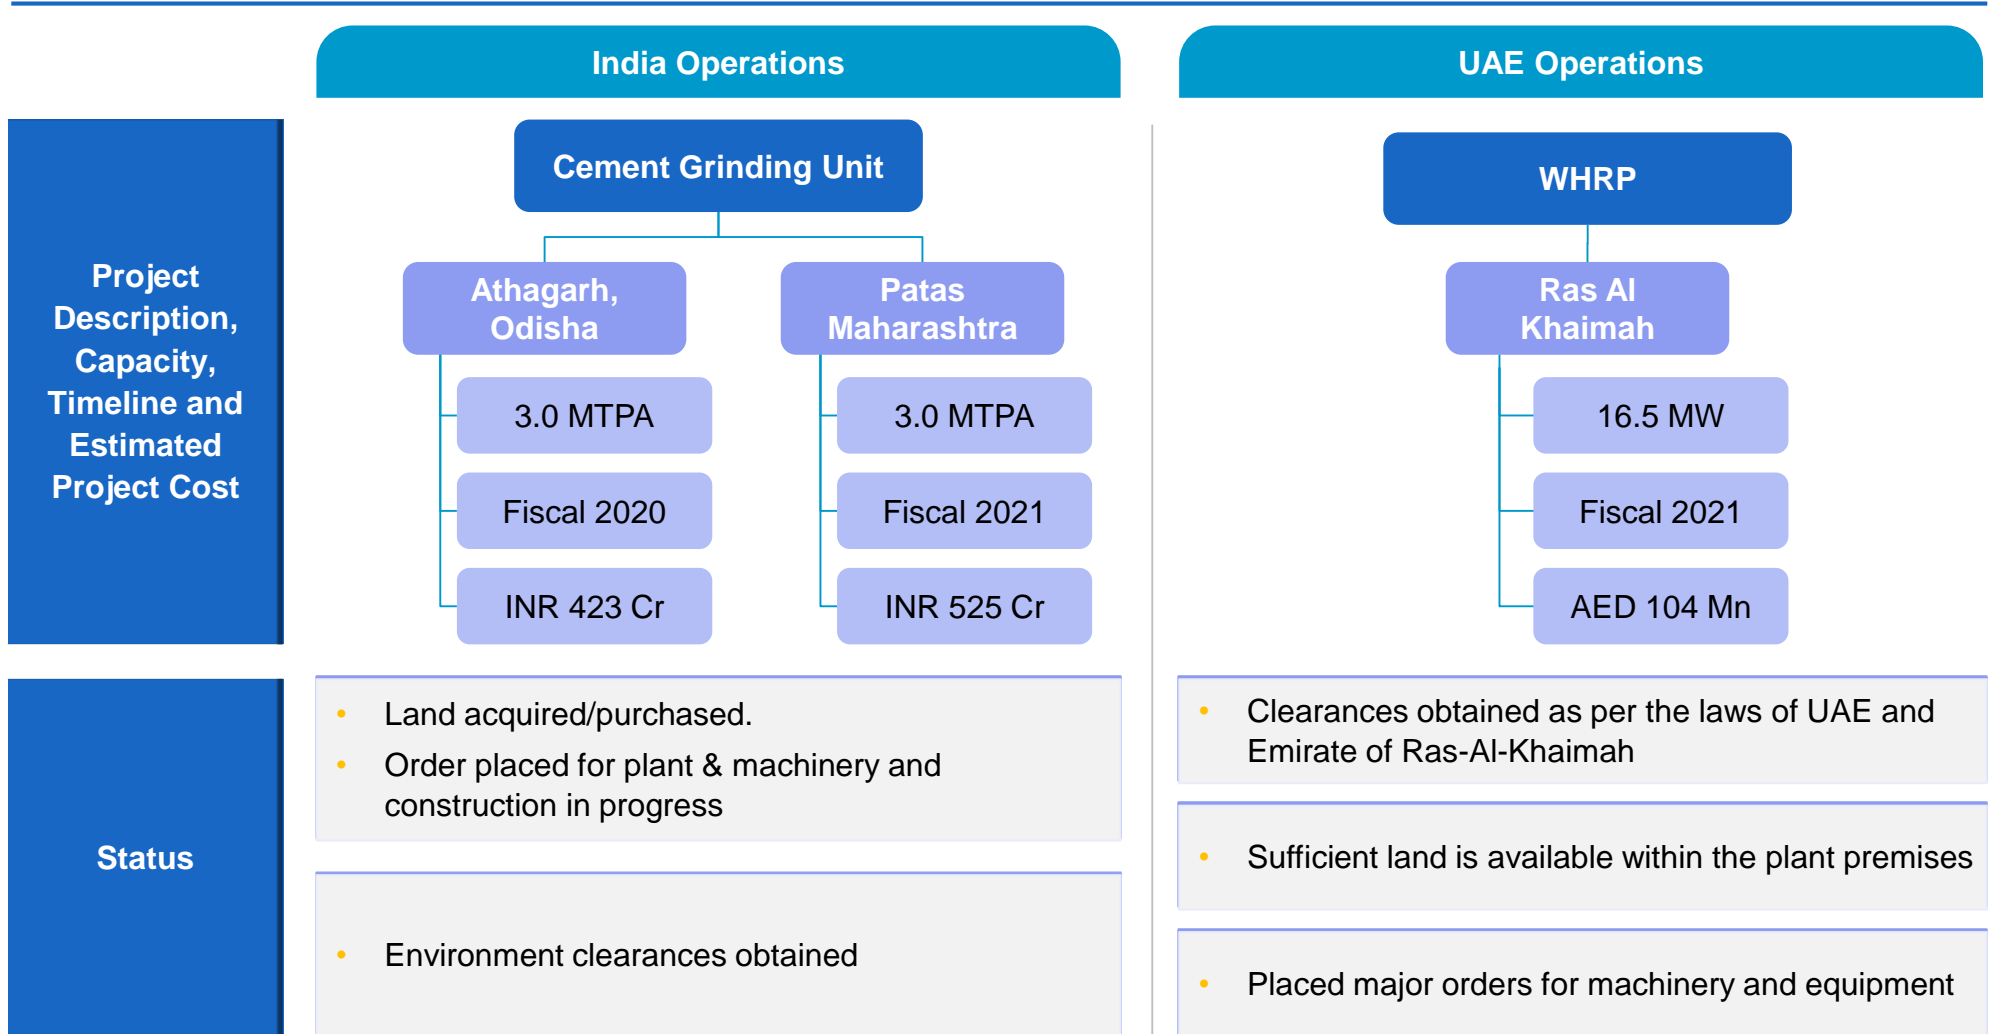 India Operations
UAE Operations
Project
Description,
Capacity,
Timeline and
Estimated
Project Cost
Cement Grinding Unit
Athagarh,
Odisha
3.0 MTPA
Fiscal 2020
INR 423 Cr
Patas
Maharashtra
3.0 MTPA
Fiscal 2021
INR 525 Cr
WHRP
Ras Al
Khaimah
16.5 MW
Fiscal 2021
AED 104 Mn
Status
• Land acquired/purchased.
• Order placed for plant & machinery and
construction in progress
• Environment clearances obtained
• Clearances obtained as per the laws of UAE and
Emirate of Ras-Al-Khaimah
• Sufficient land is available within the plant premises
• Placed major orders for machinery and equipment